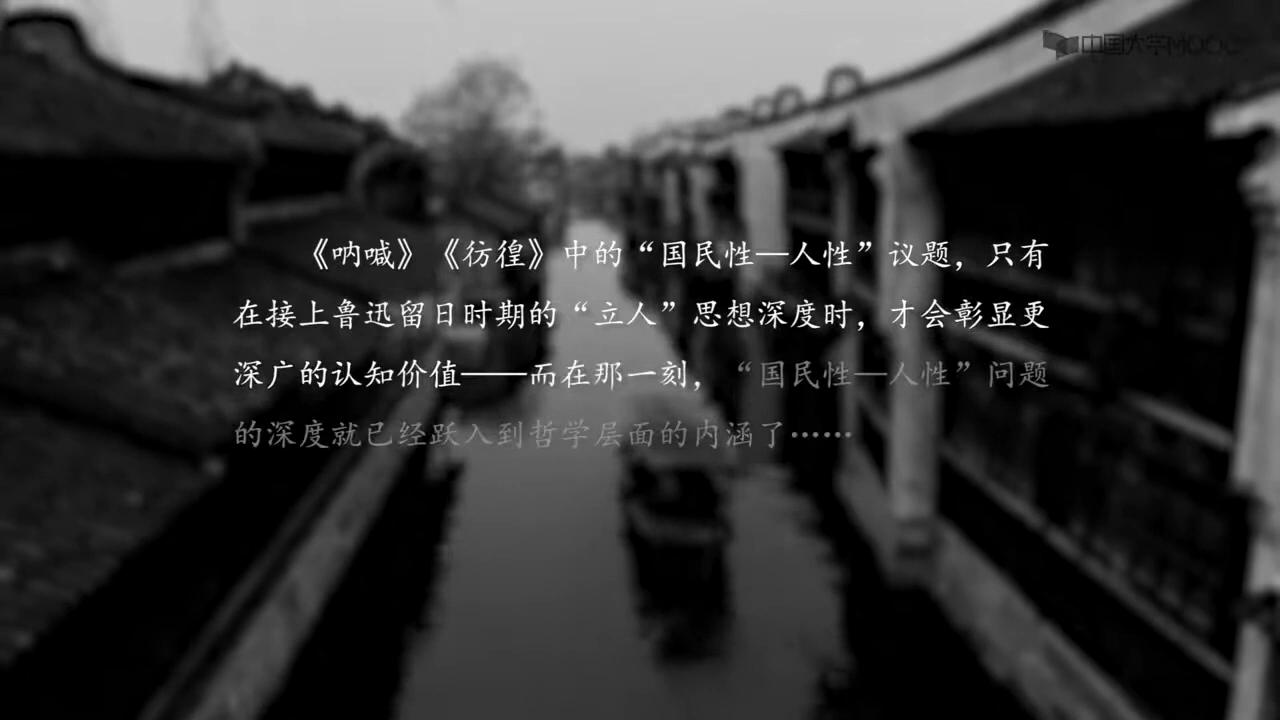 中国大学MOOC
《呐喊》《彷徨》中的“国民性—人性”议题，只有
在接上鲁迅留日时期的“立人”思想深度时，才会彰显更
深广的认知价值——而在那一刻，“国民性—人性”问题
的深度就已经跃入到哲学层面的内涵了……